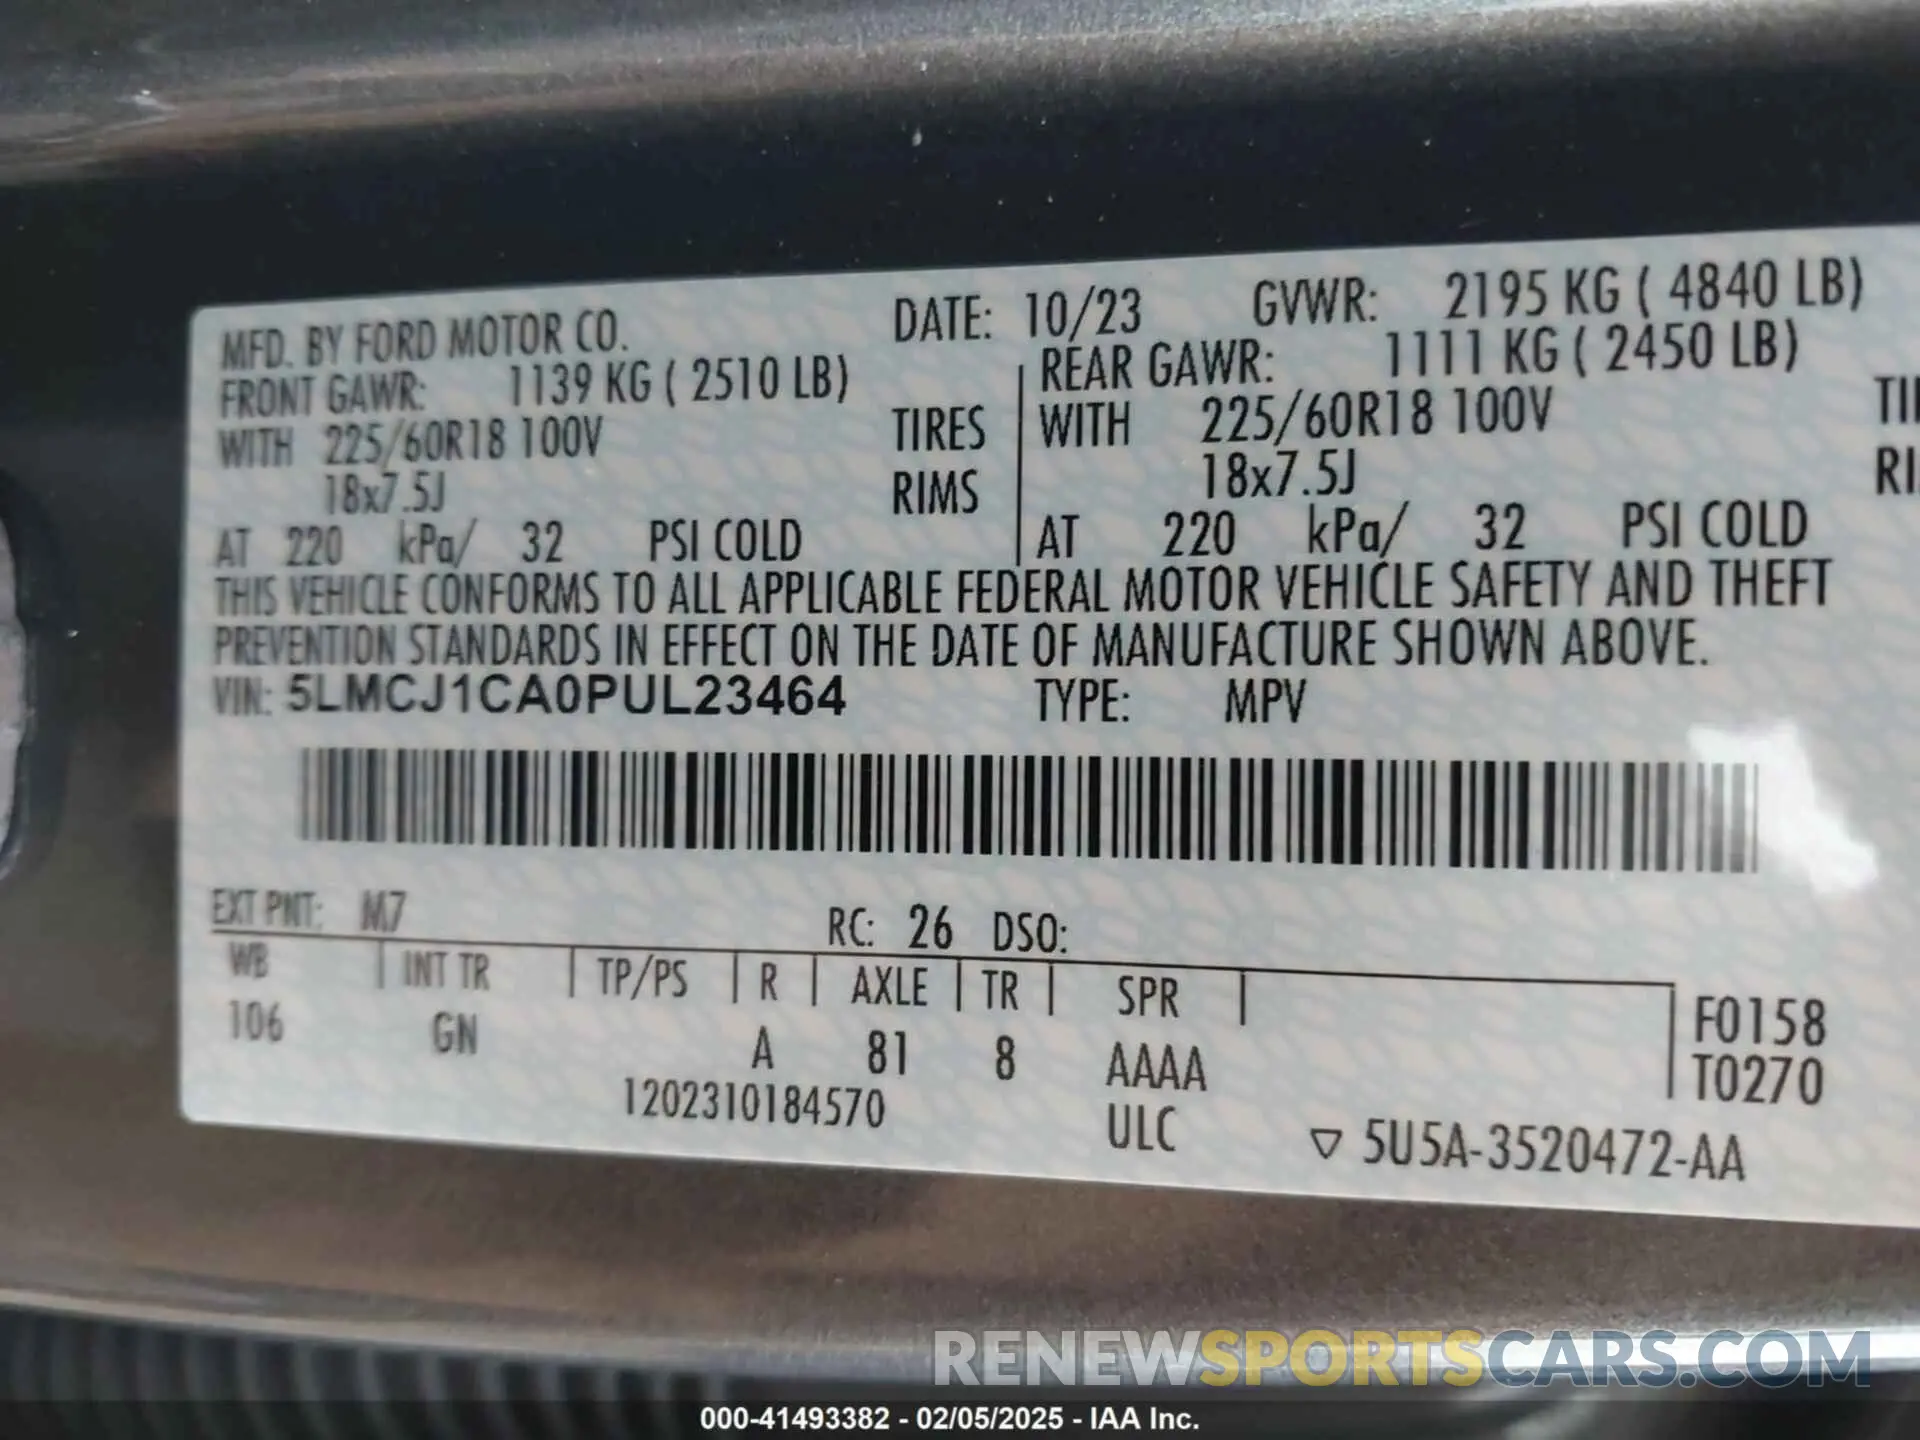 MFD. BY FORD MOTOR CO. DATE: 10/23 GVWR: 2195 KG ( 4840 LB)
FRONT GAWR: 1139 KG ( 2510 LB) REAR GAWR: 1111 KG ( 2450 LB)
WITH 225/60R18 100V TIRES WITH 225/60R18 100V
18x7.5J RIMS 18x7.5J
AT 220 kPa/ 32 PSI COLD AT 220 kPa/ 32 PSI COLD
THIS VEHICLE CONFORMS TO ALL APPLICABLE FEDERAL MOTOR VEHICLE SAFETY AND THEFT
PREVENTION STANDARDS IN EFFECT ON THE DATE OF MANUFACTURE SHOWN ABOVE.
VIN: 5LMCJ1CA0PUL23464 TYPE: MPV
EXT PNT: M7 RC: 26 DSO:
WB INT TR TP/PS R AXLE TR SPR F0158
106 GN A 81 8 AAAA T0270
1202310184570 ULC ▽ 5U5A-3520472-AA
RENEWSPORTSCARS.COM
000-41493382 - 02/05/2025 - IAA Inc.